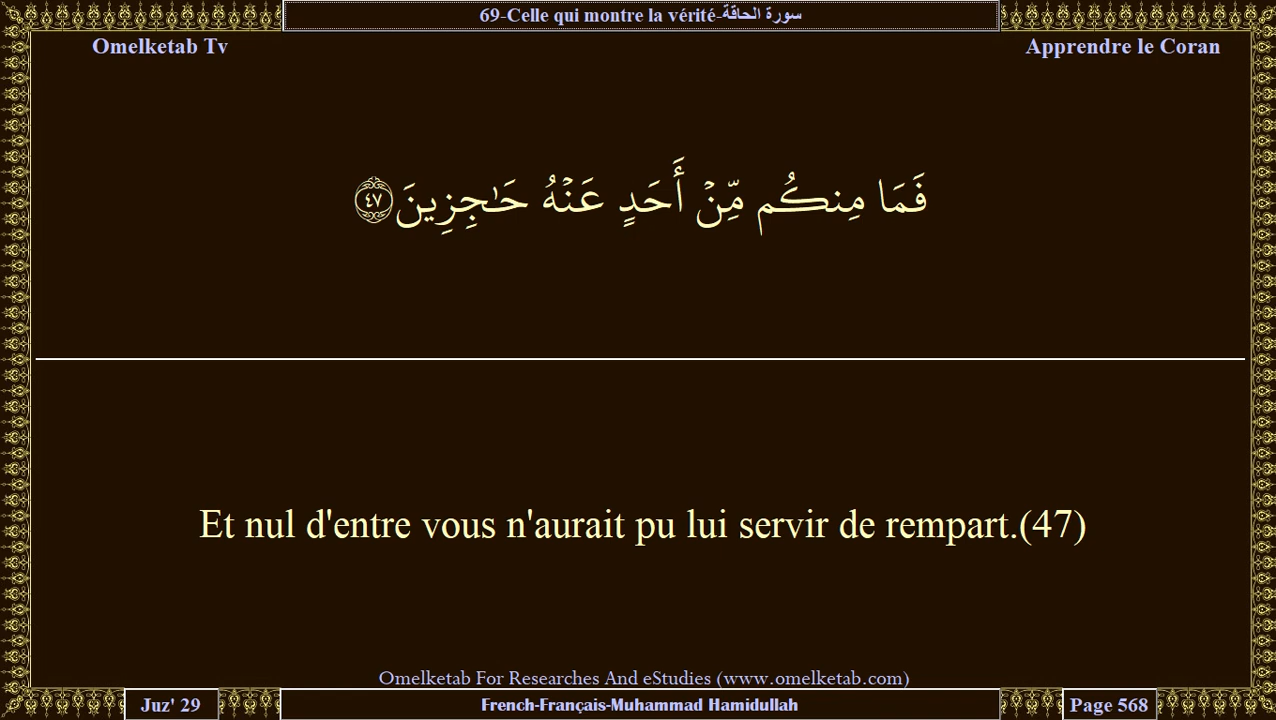 69-Celle qui montre la vérité-سورة الحاقة
Omelketab Tv
Apprendre le Coran
فَمَا مِنكُم مِّنْ أَحَدٍ عَنْهُ حَـٰجِزِينَ ٤٧
Et nul d'entre vous n'aurait pu lui servir de rempart.(47)
Omelketab For Researches And eStudies (www.omelketab.com)
Juz' 29
French-Français-Muhammad Hamidullah
Page 568